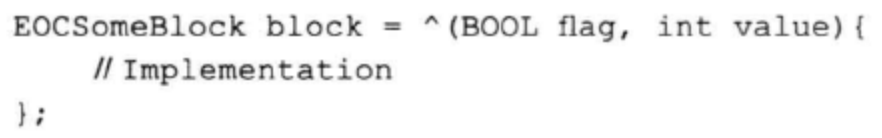 EOCSomeBlock block = ^(BOOL flag, int value){
    // Implementation
};